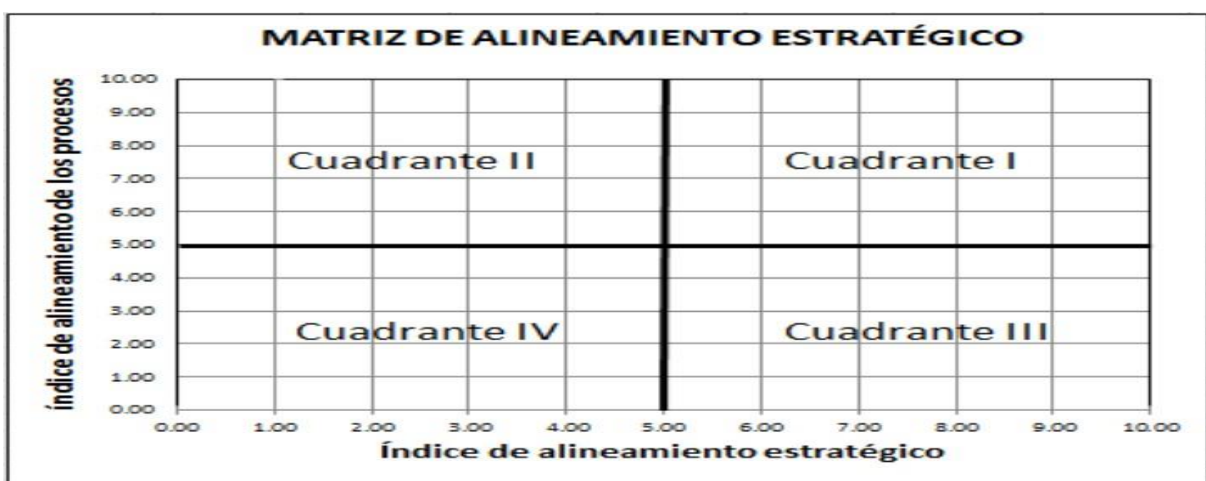 MATRIZ DE ALINEAMIENTO ESTRATÉGICO
índice de alineamiento de los procesos
10.00
9.00
8.00
7.00
6.00
5.00
4.00
3.00
2.00
1.00
0.00
Cuadrante II Cuadrante I
Cuadrante IV Cuadrante III
0.00 1.00 2.00 3.00 4.00 5.00 6.00 7.00 8.00 9.00 10.00
Índice de alineamiento estratégico